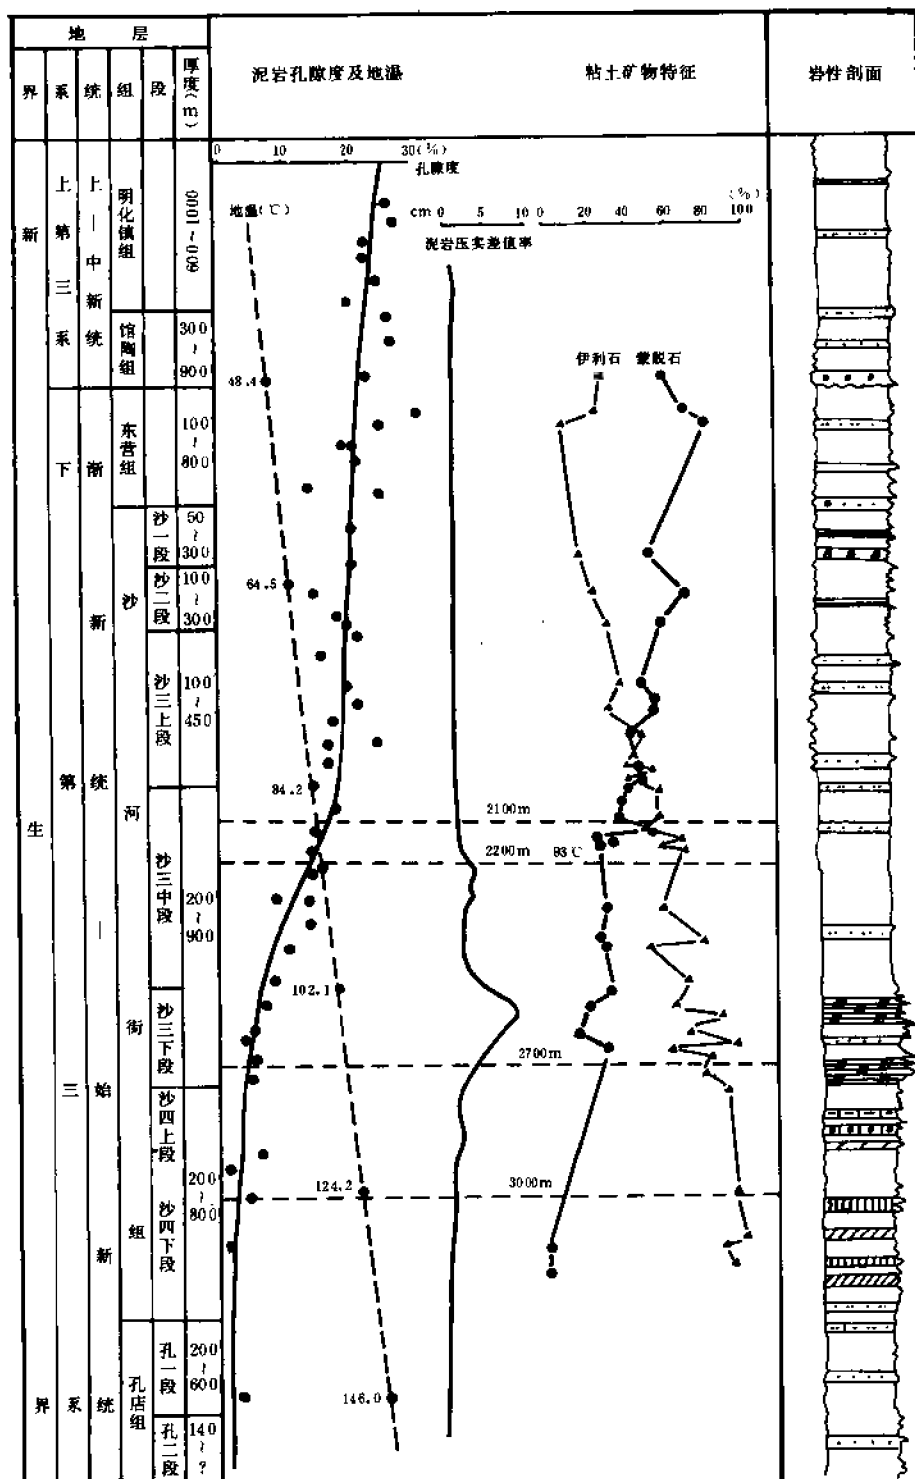 地 层
界 系 统 组 段 厚度(m)
泥岩孔隙度及地温
粘土矿物特征
岩性剖面
0 10 20 30(%)
孔隙度
地温(℃)
cm 0 5 10
泥岩压实差值率
0 20 40 60 80 100
(%)
新生界
上第三系
下第三系
上—中新统
渐新统—始新统
明化镇组
600~1000
馆陶组
300~900
东营组
100~800
沙河街组
沙一段
50~300
沙二段
100~300
沙三上段
100~450
沙三中段
200~900
沙三下段
沙四上段
200~800
沙四下段
孔店组
孔一段
200~600
孔二段
140~?
伊利石 蒙脱石
48.4
64.5
84.2
2100m
2200m
93℃
102.1
2700m
124.2
3000m
146.0